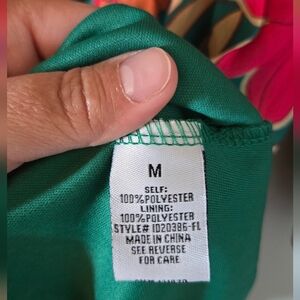 M
SELF:
100%POLYESTER
LINING:
100%POLYESTER
STYLE# ID20386-FL
MADE IN CHINA
SEE REVERSE
FOR CARE